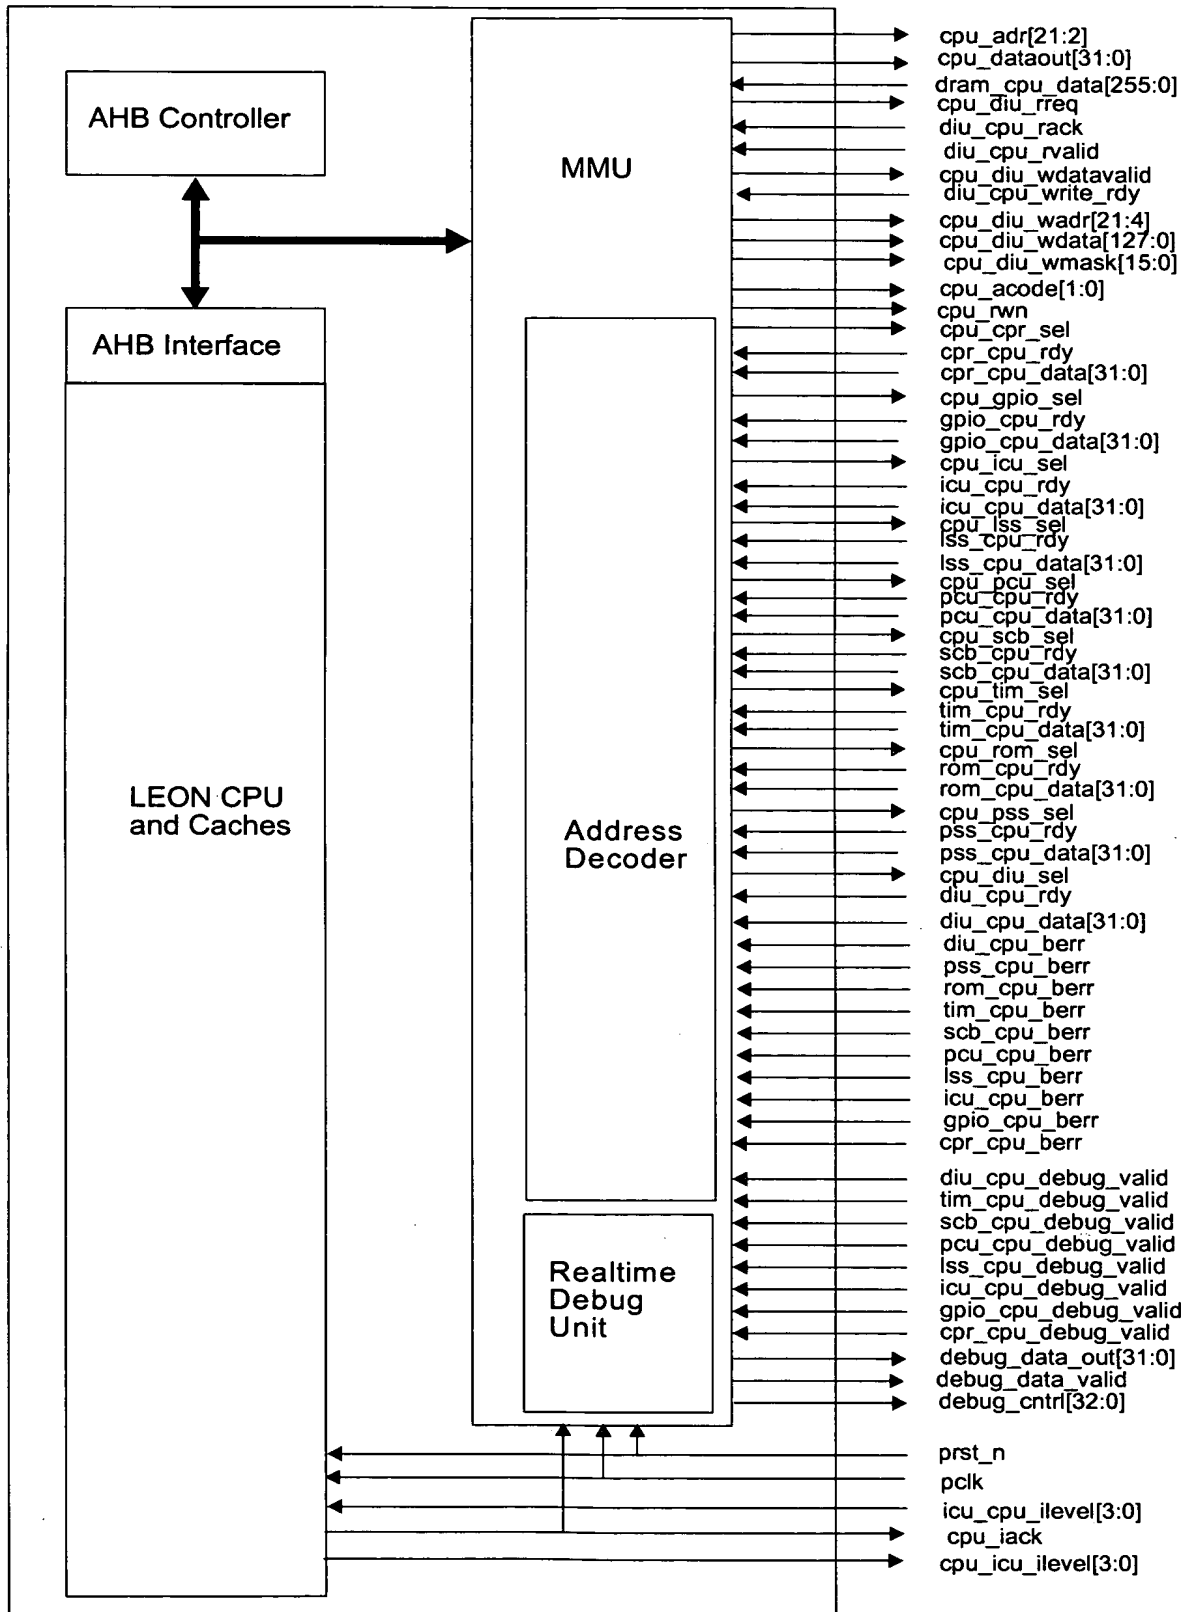 AHB Controller
MMU
AHB Interface
LEON CPU
and Caches
Address
Decoder
Realtime
Debug
Unit
cpu_adr[21:2]
cpu_dataout[31:0]
dram_cpu_data[255:0]
cpu_diu_rreq
diu_cpu_rack
diu_cpu_rvalid
cpu_diu_wdatavalid
diu_cpu_write_rdy
cpu_diu_wadr[21:4]
cpu_diu_wdata[127:0]
cpu_diu_wmask[15:0]
cpu_acode[1:0]
cpu_rwn
cpu_cpr_sel
cpr_cpu_rdy
cpr_cpu_data[31:0]
cpu_gpio_sel
gpio_cpu_rdy
gpio_cpu_data[31:0]
cpu_icu_sel
icu_cpu_rdy
icu_cpu_data[31:0]
cpu_lss_sel
lss_cpu_rdy
lss_cpu_data[31:0]
cpu_pcu_sel
pcu_cpu_rdy
pcu_cpu_data[31:0]
cpu_scb_sel
scb_cpu_rdy
scb_cpu_data[31:0]
cpu_tim_sel
tim_cpu_rdy
tim_cpu_data[31:0]
cpu_rom_sel
rom_cpu_rdy
rom_cpu_data[31:0]
cpu_pss_sel
pss_cpu_rdy
pss_cpu_data[31:0]
cpu_diu_sel
diu_cpu_rdy
diu_cpu_data[31:0]
diu_cpu_berr
pss_cpu_berr
rom_cpu_berr
tim_cpu_berr
scb_cpu_berr
pcu_cpu_berr
lss_cpu_berr
icu_cpu_berr
gpio_cpu_berr
cpr_cpu_berr
diu_cpu_debug_valid
tim_cpu_debug_valid
scb_cpu_debug_valid
pcu_cpu_debug_valid
lss_cpu_debug_valid
icu_cpu_debug_valid
gpio_cpu_debug_valid
cpr_cpu_debug_valid
debug_data_out[31:0]
debug_data_valid
debug_cntrl[32:0]
prst_n
pclk
icu_cpu_ilevel[3:0]
cpu_iack
cpu_icu_ilevel[3:0]